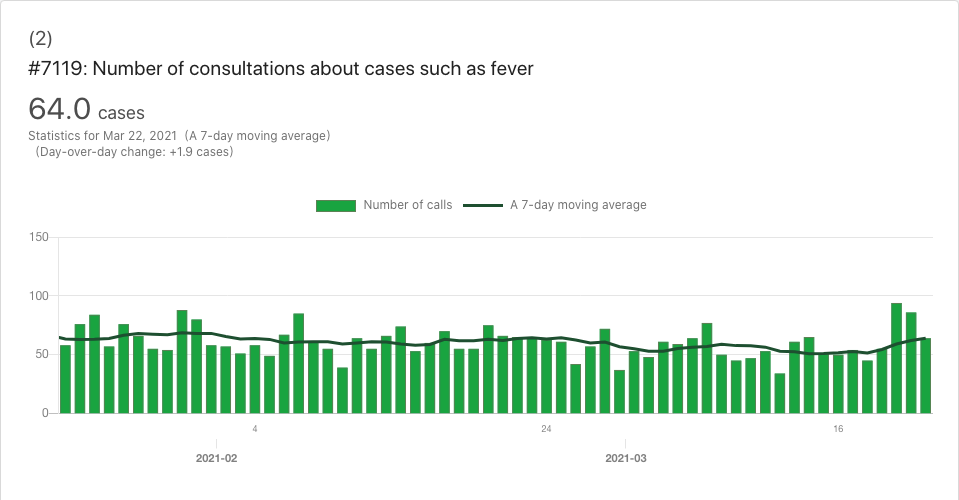 (2)
#7119: Number of consultations about cases such as fever
64.0 cases
Statistics for Mar 22, 2021 (A 7-day moving average)
(Day-over-day change: +1.9 cases)
Number of calls A 7-day moving average
150
100
50
0
4 24 16
2021-02 2021-03